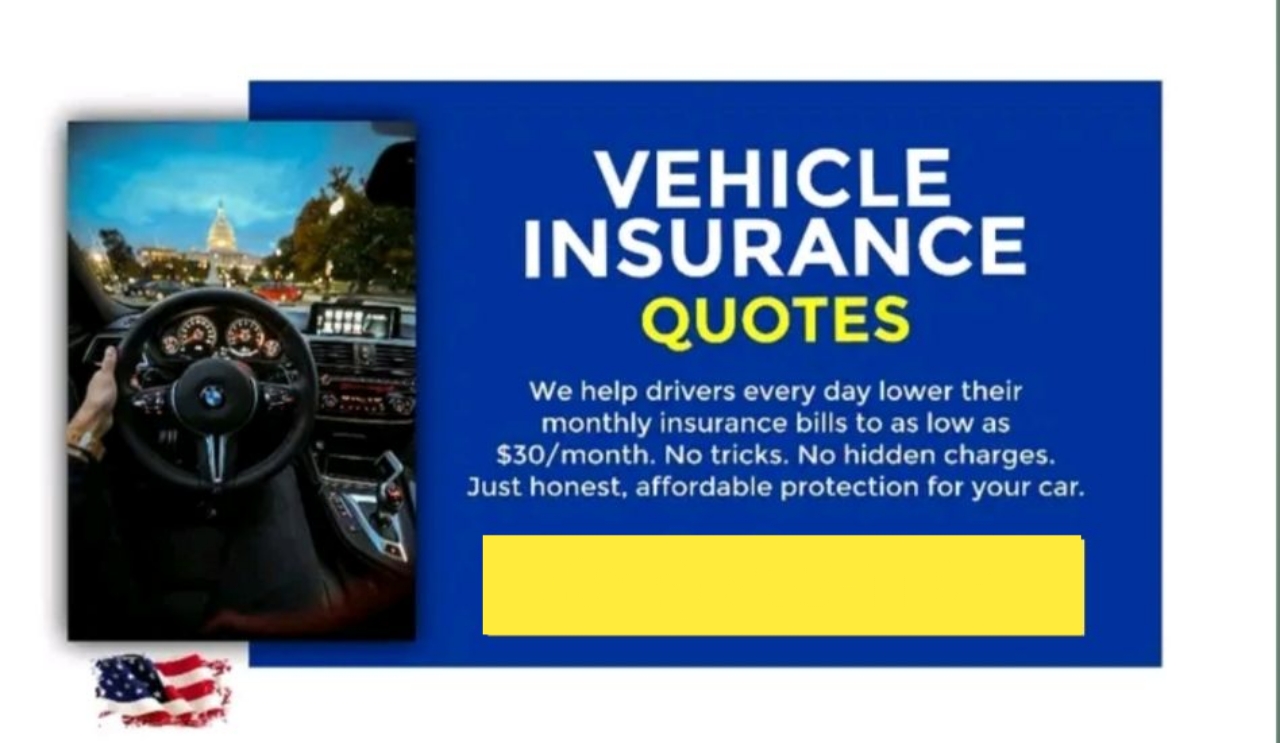 VEHICLE
INSURANCE
QUOTES
We help drivers every day lower their
monthly insurance bills to as low as
$30/month. No tricks. No hidden charges.
Just honest, affordable protection for your car.